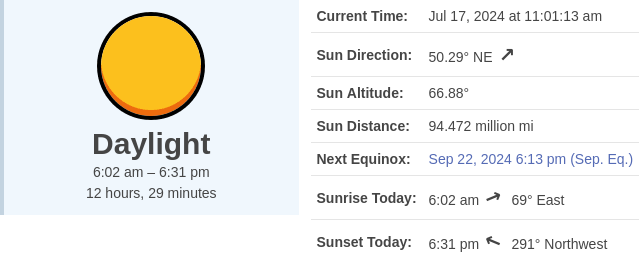 Daylight
6:02 am – 6:31 pm
12 hours, 29 minutes
Current Time: Jul 17, 2024 at 11:01:13 am
Sun Direction: 50.29° NE ↗
Sun Altitude: 66.88°
Sun Distance: 94.472 million mi
Next Equinox: Sep 22, 2024 6:13 pm (Sep. Eq.)
Sunrise Today: 6:02 am → 69° East
Sunset Today: 6:31 pm ← 291° Northwest